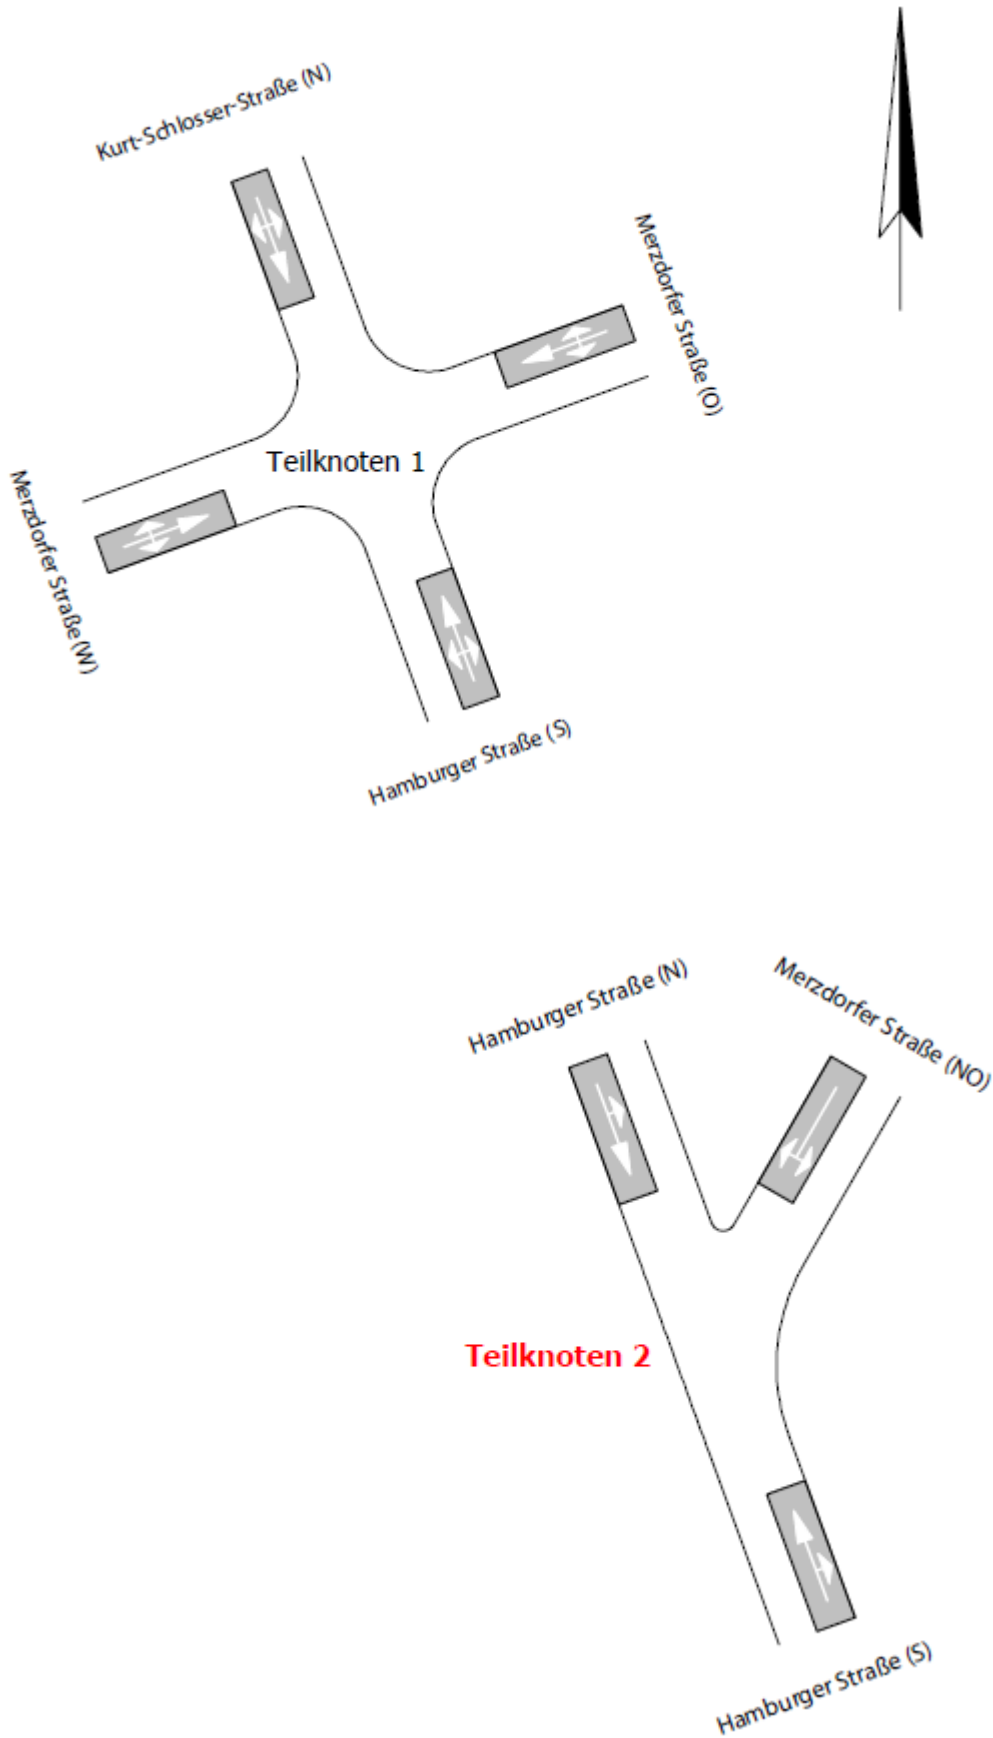 Kurt-Schlosser-Straße (N)
Merzdorfer Straße (O)
Teilknoten 1
Merzdorfer Straße (W)
Hamburger Straße (S)
Hamburger Straße (N)
Merzdorfer Straße (NO)
Teilknoten 2
Hamburger Straße (S)